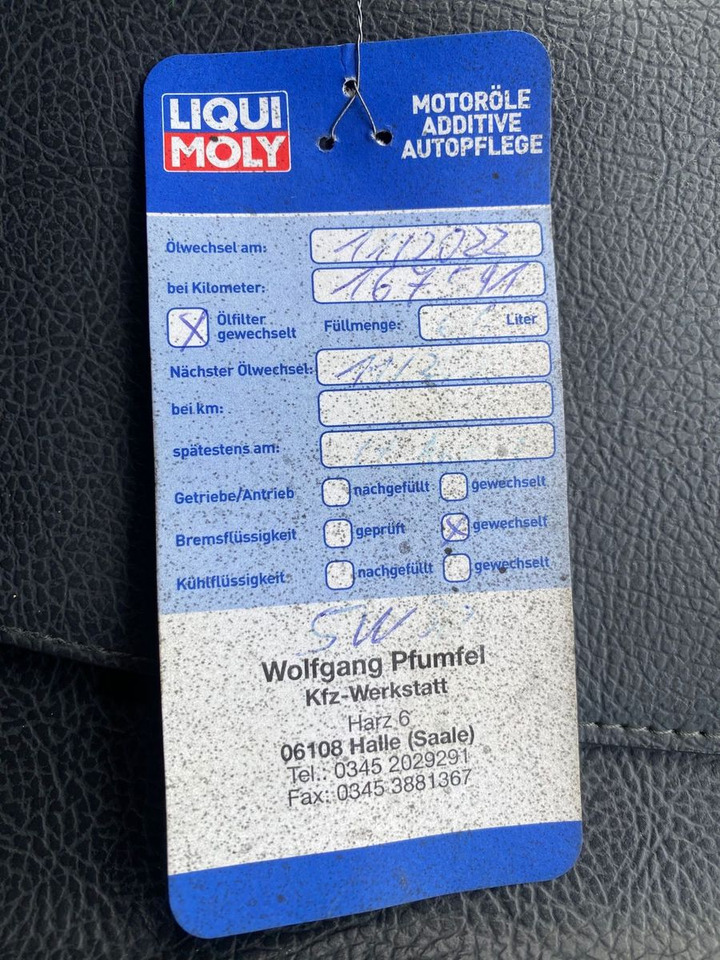 LIQUI
MOLY
MOTORÖLE
ADDITIVE
AUTOPFLEGE
Ölwechsel am: 11/2022
bei Kilometer:
X Ölfilter
gewechselt
Füllmenge: Liter
Nächster Ölwechsel:
bei km:
spätestens am:
Getriebe/Antrieb nachgefüllt gewechselt
Bremsflüssigkeit geprüft X gewechselt
Kühlflüssigkeit nachgefüllt gewechselt
Wolfgang Pfumfel
Kfz-Werkstatt
Harz 6
06108 Halle (Saale)
Tel.: 0345 2029291
Fax: 0345 3881367